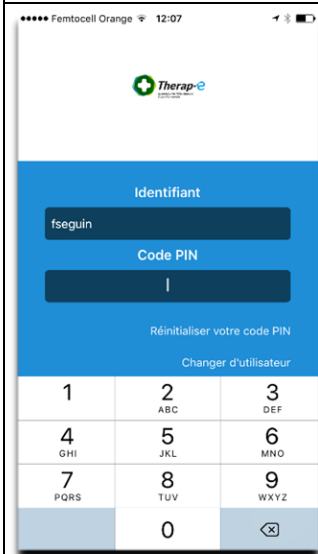 Femtocell Orange 12:07
Therap-e
Identifiant
fseguin
Code PIN
Réinitialiser votre code PIN
Changer d'utilisateur
1 2 3
ABC DEF
4 5 6
GHI JKL MNO
7 8 9
PQRS TUV WXYZ
0